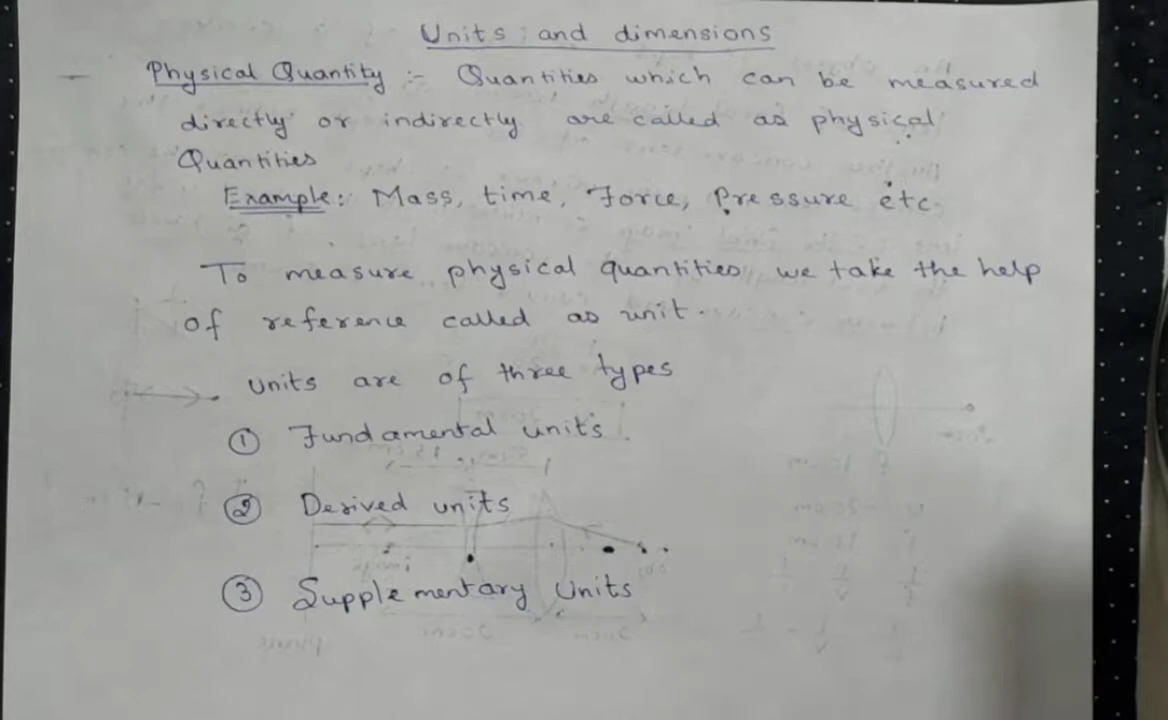 Units and dimensions
Physical Quantity :- Quantities which can be measured
directly or indirectly are called as physical
Quantities
Example: Mass, time, Force, Pressure etc.
To measure physical quantities we take the help
of reference called as unit.
Units are of three types
① Fundamental units.
② Derived units
③ Supplementary Units